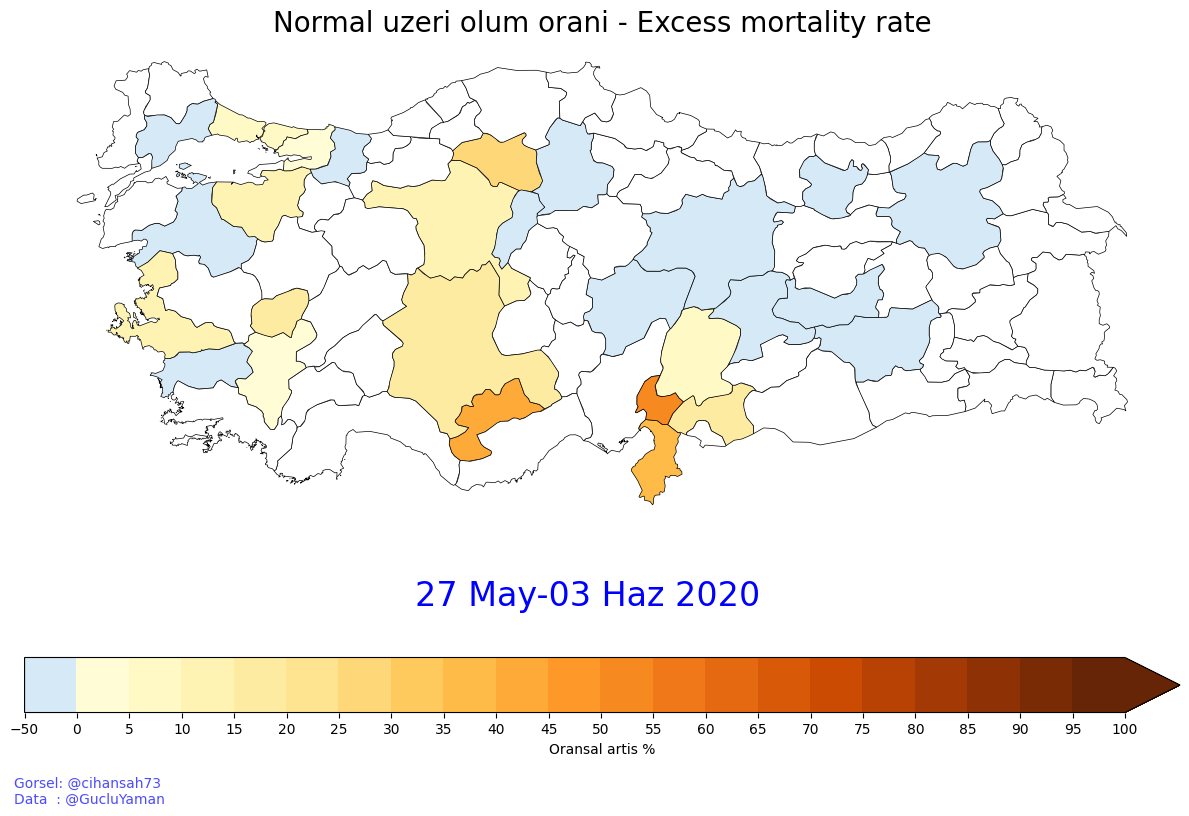 Normal uzeri olum orani - Excess mortality rate
27 May-03 Haz 2020
−50 0 5 10 15 20 25 30 35 40 45 50 55 60 65 70 75 80 85 90 95 100
Oransal artis %
Gorsel: @cihansah73
Data  : @GucluYaman